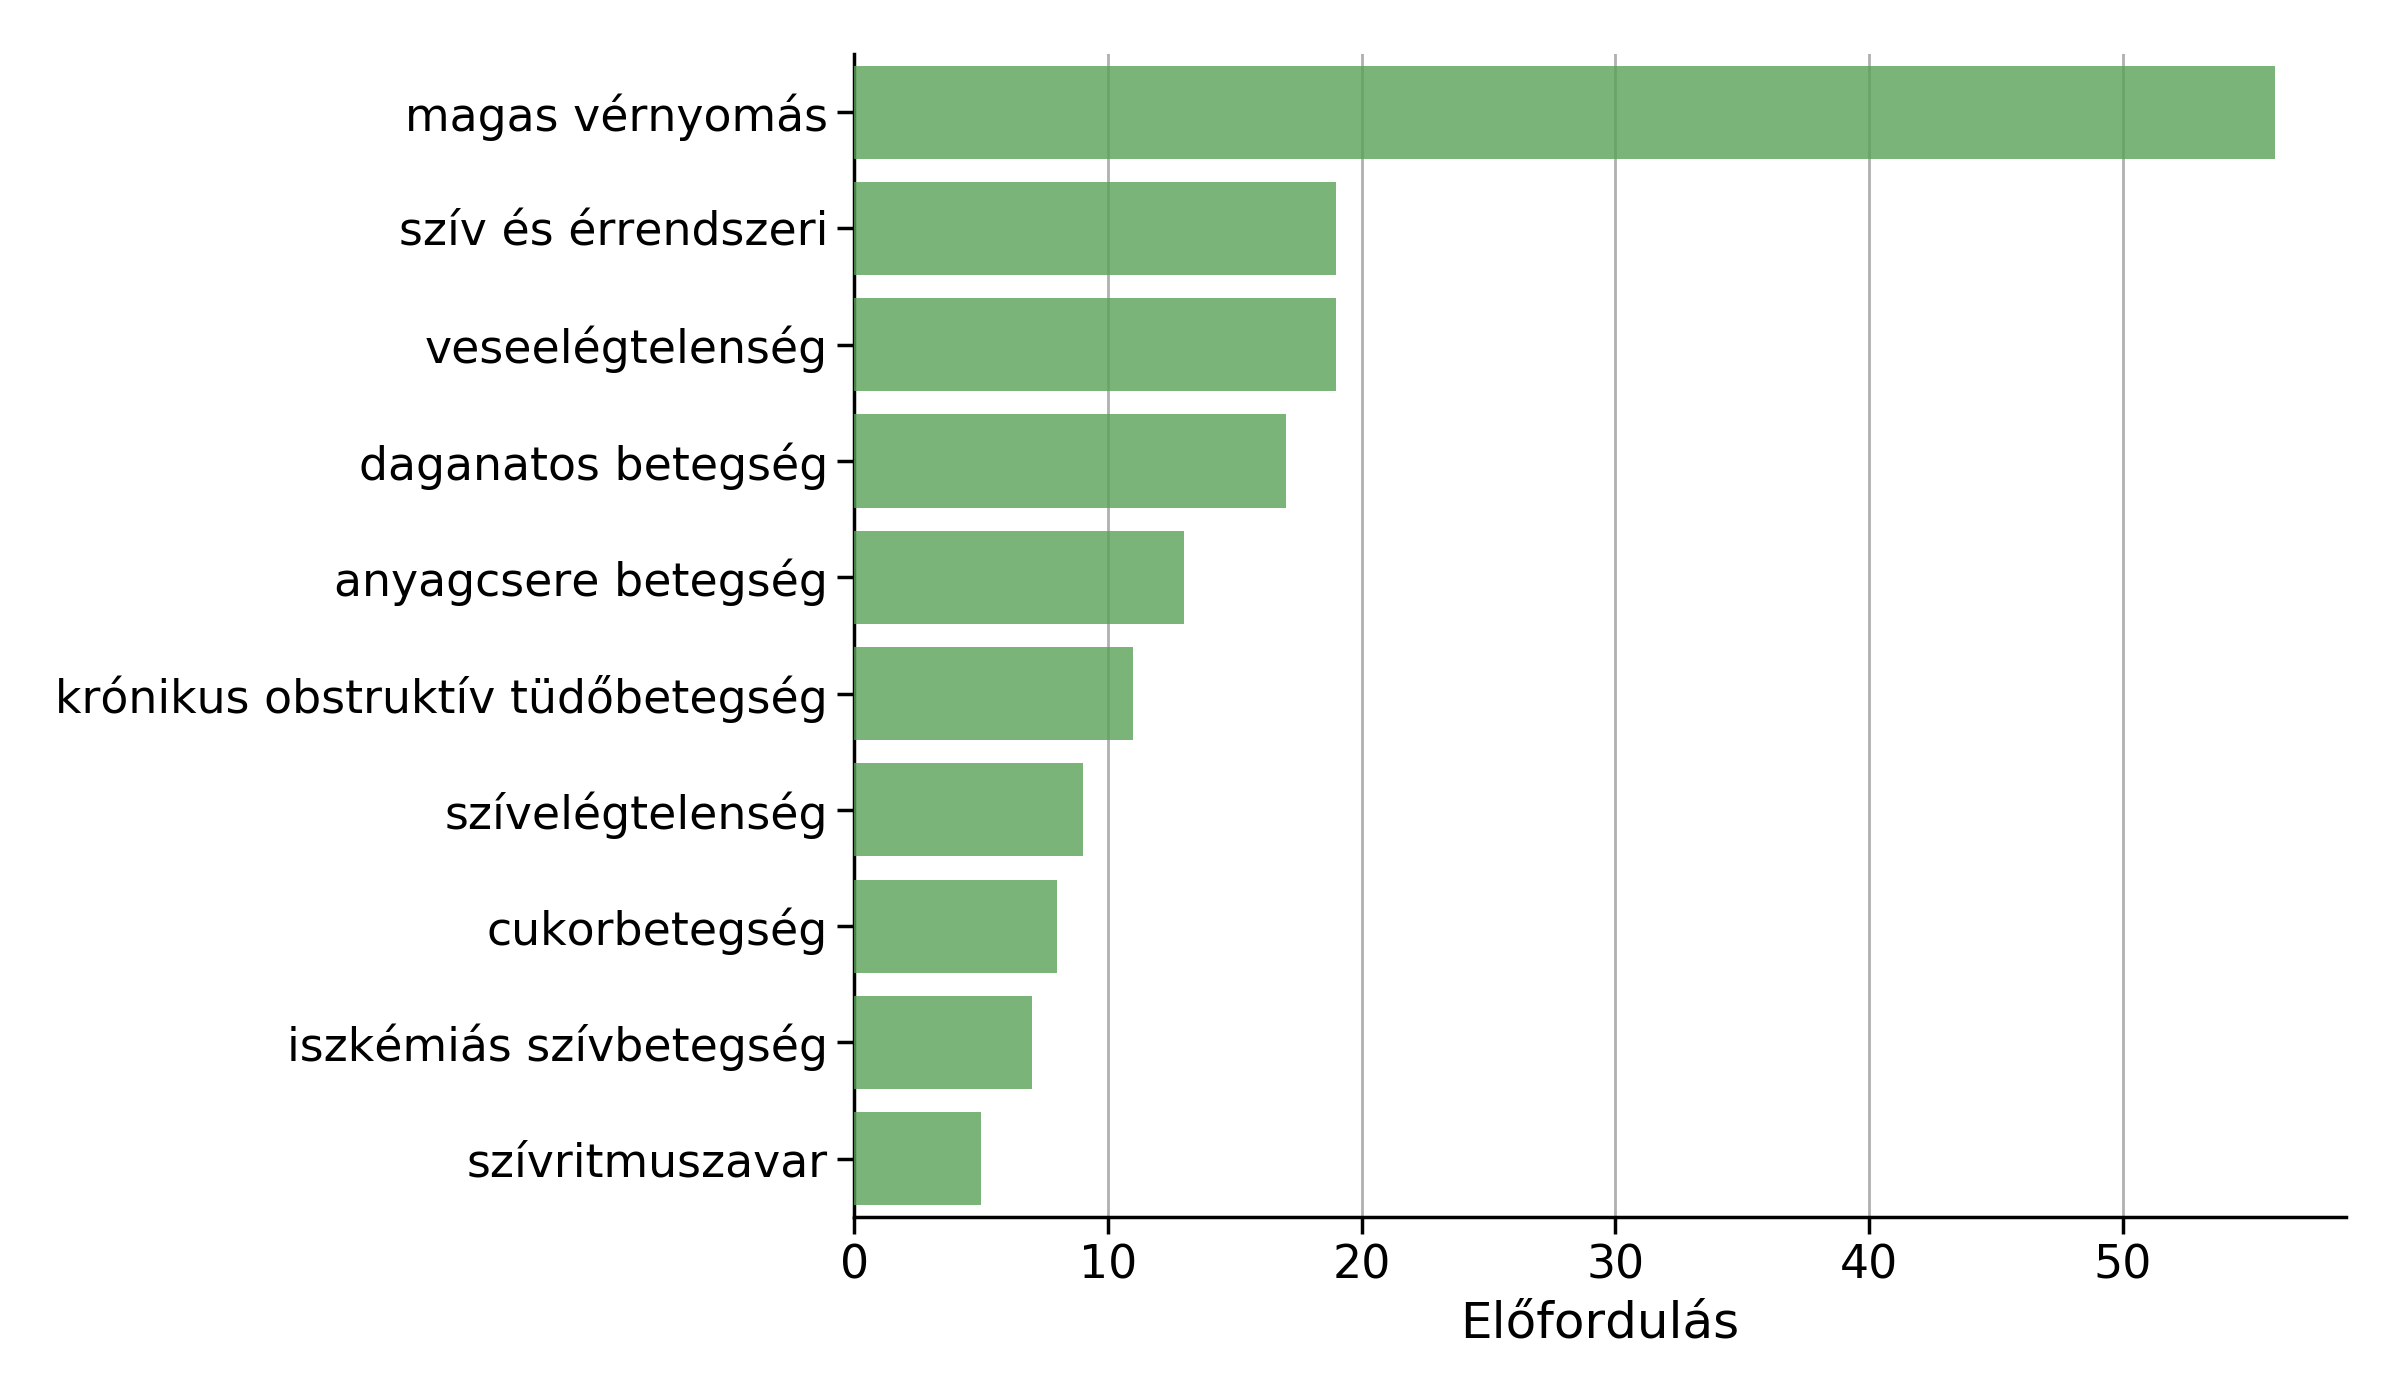 magas vérnyomás
szív és érrendszeri
veseelégtelenség
daganatos betegség
anyagcsere betegség
krónikus obstruktív tüdőbetegség
szívelégtelenség
cukorbetegség
iszkémiás szívbetegség
szívritmuszavar
0 10 20 30 40 50
Előfordulás